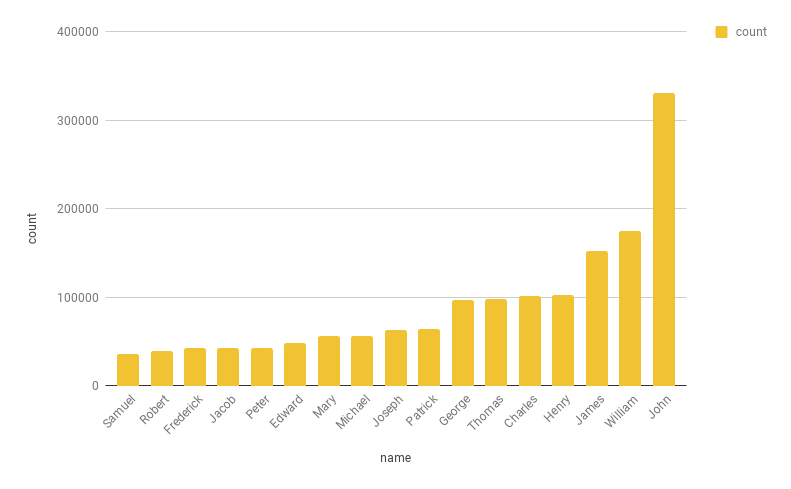 400000
300000
200000
100000
0
count
count
Samuel
Robert
Frederick
Jacob
Peter
Edward
Mary
Michael
Joseph
Patrick
George
Thomas
Charles
Henry
James
William
John
name